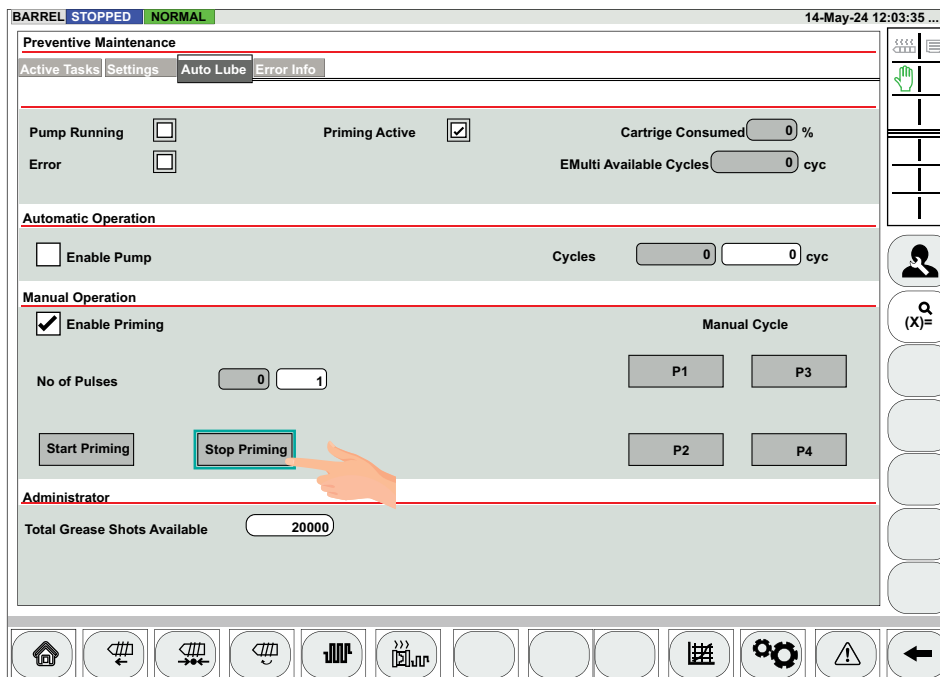 BARREL STOPPED NORMAL 14-May-24 12:03:35 ...
Preventive Maintenance
Active Tasks Settings Auto Lube Error Info
Pump Running Priming Active Cartrige Consumed 0 %
Error EMulti Available Cycles 0 cyc
Automatic Operation
Enable Pump Cycles 0 0 cyc
Manual Operation
Enable Priming Manual Cycle
(X)=
No of Pulses 0 1 P1 P3
Start Priming Stop Priming P2 P4
Administrator
Total Grease Shots Available 20000